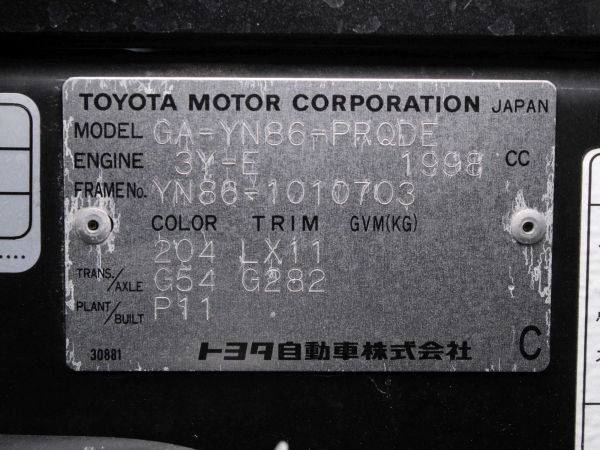 TOYOTA MOTOR CORPORATION JAPAN
MODEL GA-YN86-PRQDE
ENGINE 3Y-E 1998 CC
FRAME No. YN86-1010703
COLOR TRIM GVM(KG)
204 LX11
TRANS./AXLE G54 G282
PLANT/BUILT P11
30881 トヨタ自動車株式会社 C